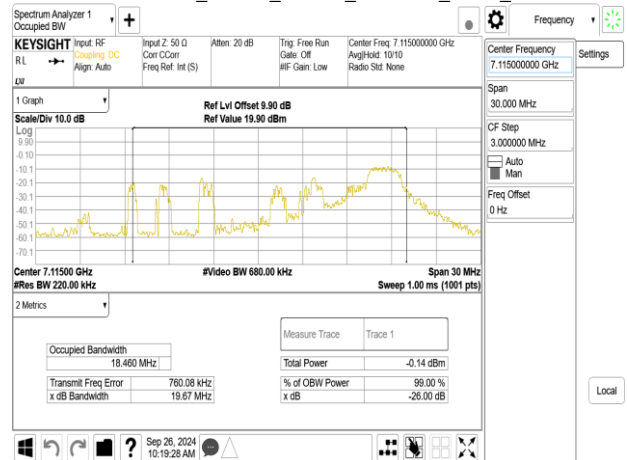 Spectrum Analyzer 1
Occupied BW
Frequency
KEYSIGHT
RL
LXI
Input: RF
Coupling: DC
Align: Auto
Input Z: 50 Ω
Corr CCorr
Freq Ref: Int (S)
Atten: 20 dB
Trig: Free Run
Gate: Off
#IF Gain: Low
Center Freq: 7.115000000 GHz
Avg|Hold: 10/10
Radio Std: None
Center Frequency
7.115000000 GHz
Settings
Span
30.000 MHz
CF Step
3.000000 MHz
Auto
Man
Freq Offset
0 Hz
Local
1 Graph
Scale/Div 10.0 dB
Ref Lvl Offset 9.90 dB
Ref Value 19.90 dBm
Log
9.90
-0.10
-10.1
-20.1
-30.1
-40.1
-50.1
-60.1
-70.1
Center 7.11500 GHz
#Video BW 680.00 kHz
Span 30 MHz
#Res BW 220.00 kHz
Sweep 1.00 ms (1001 pts)
2 Metrics
Measure Trace
Trace 1
Occupied Bandwidth
18.460 MHz
Total Power
-0.14 dBm
Transmit Freq Error
760.08 kHz
% of OBW Power
99.00 %
x dB Bandwidth
19.67 MHz
x dB
-26.00 dB
Sep 26, 2024
10:19:28 AM